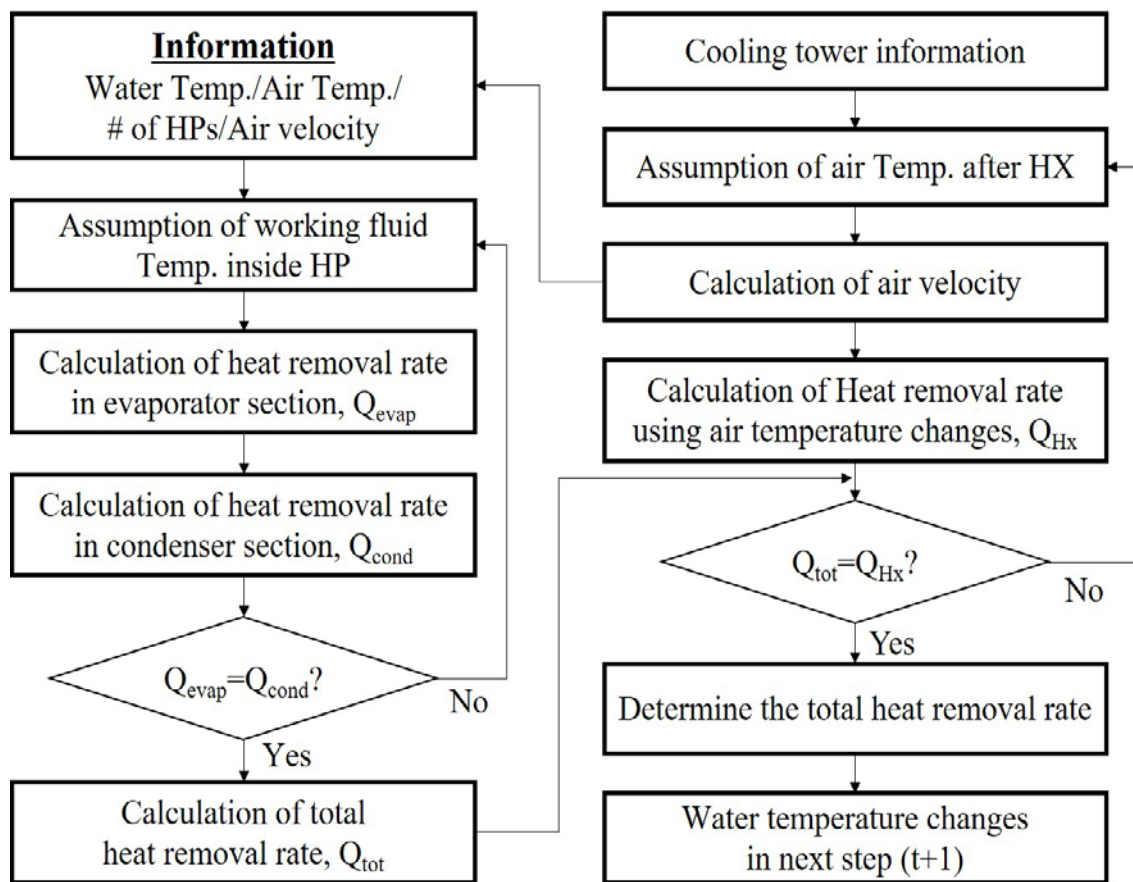 Information
Water Temp./Air Temp./
# of HPs/Air velocity
Assumption of working fluid
Temp. inside HP
Calculation of heat removal rate
in evaporator section, Qevap
Calculation of heat removal rate
in condenser section, Qcond
Qevap=Qcond?
No
Yes
Calculation of total
heat removal rate, Qtot
Cooling tower information
Assumption of air Temp. after HX
Calculation of air velocity
Calculation of Heat removal rate
using air temperature changes, QHx
Qtot=QHx?
No
Yes
Determine the total heat removal rate
Water temperature changes
in next step (t+1)